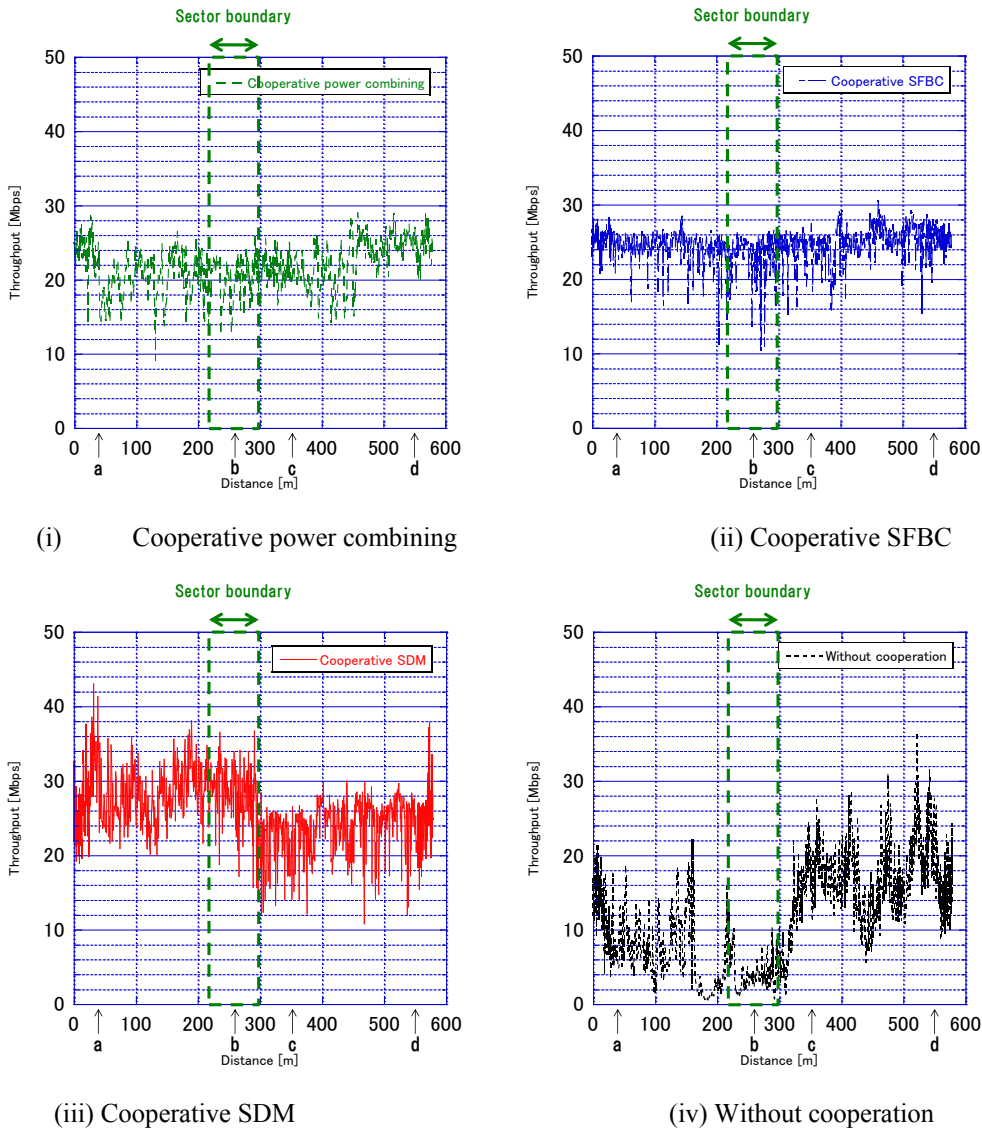 Sector boundary
50
40
30
20
10
0
Throughput [Mbps]
Cooperative power combining
0 100 200 300 400 500 600
a b c d
Distance [m]
(i) Cooperative power combining
Sector boundary
50
40
30
20
10
0
Throughput [Mbps]
Cooperative SFBC
0 100 200 300 400 500 600
a b c d
Distance [m]
(ii) Cooperative SFBC
Sector boundary
50
40
30
20
10
0
Throughput [Mbps]
Cooperative SDM
0 100 200 300 400 500 600
a b c d
Distance [m]
(iii) Cooperative SDM
Sector boundary
50
40
30
20
10
0
Throughput [Mbps]
Without cooperation
0 100 200 300 400 500 600
a b c d
Distance [m]
(iv) Without cooperation